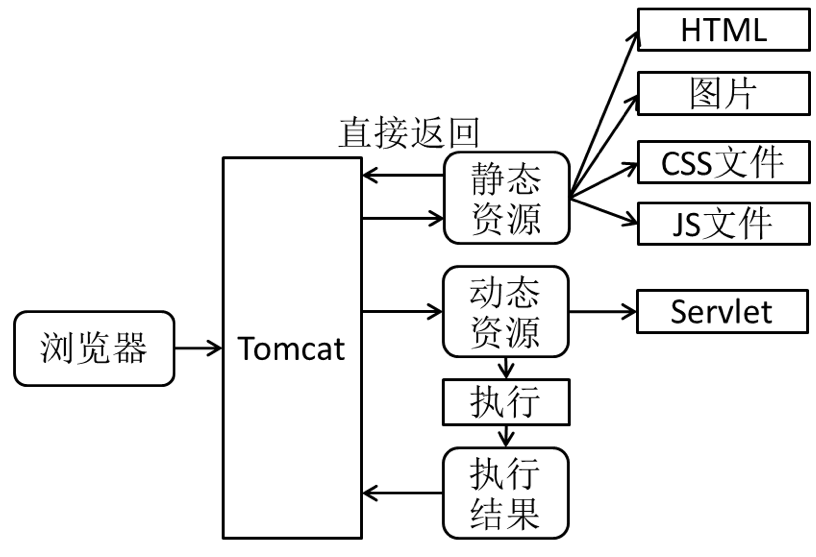 HTML
图片
直接返回
CSS文件
静态
资源
JS文件
动态
资源
Servlet
浏览器
Tomcat
执行
执行
结果